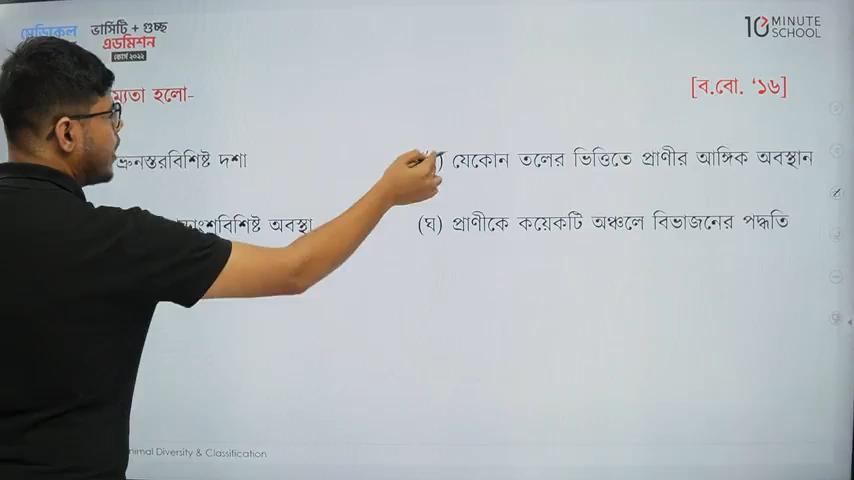 মেডিকেল ভার্সিটি + গুচ্ছ
এডমিশন
কোর্স ২০২২
10 MINUTE SCHOOL
ম্যতা হলো-
[ব.বো. ‘১৬]
ভ্রুনস্তরবিশিষ্ট দশা
) যেকোন তলের ভিত্তিতে প্রাণীর আঙ্গিক অবস্থান
াংশবিশিষ্ট অবস্থা
(ঘ) প্রাণীকে কয়েকটি অঞ্চলে বিভাজনের পদ্ধতি
nimal Diversity & Classification